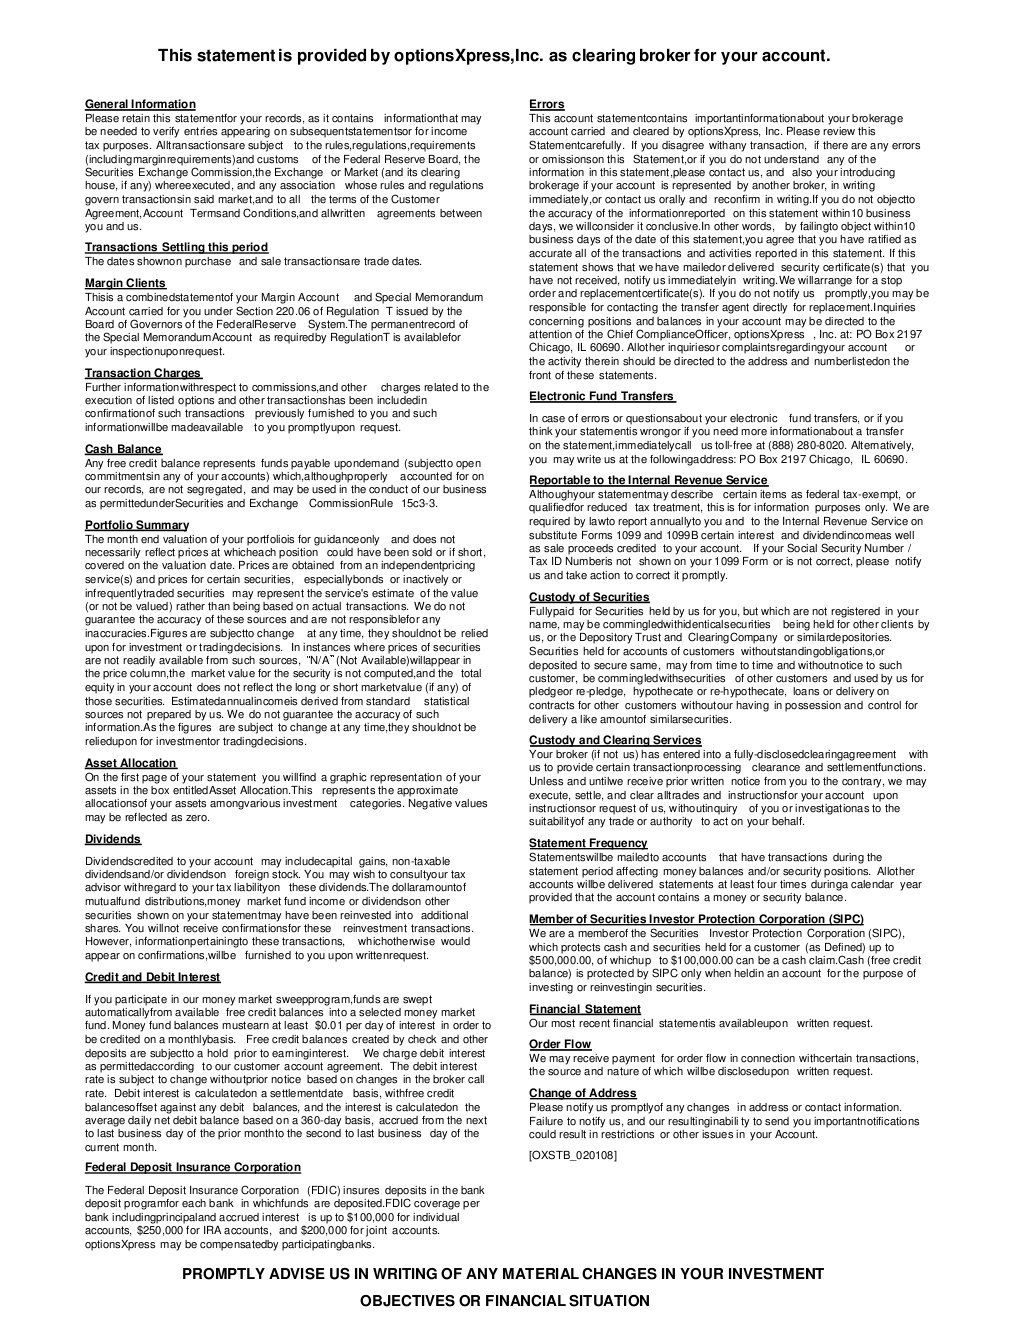 This statement is provided by optionsXpress,Inc. as clearing broker for your account.
General Information
Please retain this statementfor your records, as it contains informationthat may
be needed to verify entries appearing on subsequentstatementsor for income
tax purposes. Alltransactionsare subject to the rules,regulations,requirements
(includingmarginrequirements)and customs of the Federal Reserve Board, the
Securities Exchange Commission,the Exchange or Market (and its clearing
house, if any) whereexecuted, and any association whose rules and regulations
govern transactionsin said market,and to all the terms of the Customer
Agreement,Account Termsand Conditions,and allwritten agreements between
you and us.
Transactions Settling this period
The dates shownon purchase and sale transactionsare trade dates.
Margin Clients
Thisis a combinedstatementof your Margin Account and Special Memorandum
Account carried for you under Section 220.06 of Regulation T issued by the
Board of Governors of the FederalReserve System.The permanentrecord of
the Special MemorandumAccount as requiredby RegulationT is availablefor
your inspectionuponrequest.
Transaction Charges
Further informationwithrespect to commissions,and other charges related to the
execution of listed options and other transactionshas been includedin
confirmationof such transactions previously furnished to you and such
informationwillbe madeavailable to you promptlyupon request.
Cash Balance
Any free credit balance represents funds payable upondemand (subjectto open
commitmentsin any of your accounts) which,althoughproperly accounted for on
our records, are not segregated, and may be used in the conduct of our business
as permittedunderSecurities and Exchange CommissionRule 15c3-3.
Portfolio Summary
The month end valuation of your portfoliois for guidanceonly and does not
necessarily reflect prices at whicheach position could have been sold or if short,
covered on the valuation date. Prices are obtained from an independentpricing
service(s) and prices for certain securities, especiallybonds or inactively or
infrequentlytraded securities may represent the service's estimate of the value
(or not be valued) rather than being based on actual transactions. We do not
guarantee the accuracy of these sources and are not responsiblefor any
inaccuracies.Figures are subjectto change at any time, they shouldnot be relied
upon for investment or tradingdecisions. In instances where prices of securities
are not readily available from such sources, "N/A" (Not Available)willappear in
the price column,the market value for the security is not computed,and the total
equity in your account does not reflect the long or short marketvalue (if any) of
those securities. Estimatedannualincomeis derived from standard statistical
sources not prepared by us. We do not guarantee the accuracy of such
information.As the figures are subject to change at any time,they shouldnot be
reliedupon for investmentor tradingdecisions.
Asset Allocation
On the first page of your statement you willfind a graphic representation of your
assets in the box entitledAsset Allocation.This represents the approximate
allocationsof your assets amongvarious investment categories. Negative values
may be reflected as zero.
Dividends
Dividendscredited to your account may includecapital gains, non-taxable
dividendsand/or dividendson foreign stock. You may wish to consultyour tax
advisor withregard to your tax liabilityon these dividends.The dollaramountof
mutualfund distributions,money market fund income or dividendson other
securities shown on your statementmay have been reinvested into additional
shares. You willnot receive confirmationsfor these reinvestment transactions.
However, informationpertainingto these transactions, whichotherwise would
appear on confirmations,willbe furnished to you upon writtenrequest.
Credit and Debit Interest
If you participate in our money market sweepprogram,funds are swept
automaticallyfrom available free credit balances into a selected money market
fund. Money fund balances mustearn at least $0.01 per day of interest in order to
be credited on a monthlybasis. Free credit balances created by check and other
deposits are subjectto a hold prior to earninginterest. We charge debit interest
as permittedaccording to our customer account agreement. The debit interest
rate is subject to change withoutprior notice based on changes in the broker call
rate. Debit interest is calculatedon a settlementdate basis, withfree credit
balancesoffset against any debit balances, and the interest is calculatedon the
average daily net debit balance based on a 360-day basis, accrued from the next
to last business day of the prior monthto the second to last business day of the
current month.
Federal Deposit Insurance Corporation
The Federal Deposit Insurance Corporation (FDIC) insures deposits in the bank
deposit programfor each bank in whichfunds are deposited.FDIC coverage per
bank includingprincipaland accrued interest is up to $100,000 for individual
accounts, $250,000 for IRA accounts, and $200,000 for joint accounts.
optionsXpress may be compensatedby participatingbanks.
Errors
This account statementcontains importantinformationabout your brokerage
account carried and cleared by optionsXpress, Inc. Please review this
Statementcarefully. If you disagree withany transaction, if there are any errors
or omissionson this Statement,or if you do not understand any of the
information in this statement,please contact us, and also your introducing
brokerage if your account is represented by another broker, in writing
immediately,or contact us orally and reconfirm in writing.If you do not objectto
the accuracy of the informationreported on this statement within10 business
days, we willconsider it conclusive.In other words, by failingto object within10
business days of the date of this statement,you agree that you have ratified as
accurate all of the transactions and activities reported in this statement. If this
statement shows that we have mailedor delivered security certificate(s) that you
have not received, notify us immediatelyin writing.We willarrange for a stop
order and replacementcertificate(s). If you do not notify us promptly,you may be
responsible for contacting the transfer agent directly for replacement.Inquiries
concerning positions and balances in your account may be directed to the
attention of the Chief ComplianceOfficer, optionsXpress , Inc. at: PO Box 2197
Chicago, IL 60690. Allother inquiriesor complaintsregardingyour account or
the activity therein should be directed to the address and numberlistedon the
front of these statements.
Electronic Fund Transfers
In case of errors or questionsabout your electronic fund transfers, or if you
think your statementis wrongor if you need more informationabout a transfer
on the statement,immediatelycall us toll-free at (888) 280-8020. Alternatively,
you may write us at the followingaddress: PO Box 2197 Chicago, IL 60690.
Reportable to the Internal Revenue Service
Althoughyour statementmay describe certain items as federal tax-exempt, or
qualifiedfor reduced tax treatment, this is for information purposes only. We are
required by lawto report annuallyto you and to the Internal Revenue Service on
substitute Forms 1099 and 1099B certain interest and dividendincomeas well
as sale proceeds credited to your account. If your Social Security Number /
Tax ID Numberis not shown on your 1099 Form or is not correct, please notify
us and take action to correct it promptly.
Custody of Securities
Fullypaid for Securities held by us for you, but which are not registered in your
name, may be commingledwithidenticalsecurities being held for other clients by
us, or the Depository Trust and ClearingCompany or similardepositories.
Securities held for accounts of customers withoutstandingobligations,or
deposited to secure same, may from time to time and withoutnotice to such
customer, be commingledwithsecurities of other customers and used by us for
pledgeor re-pledge, hypothecate or re-hypothecate, loans or delivery on
contracts for other customers withoutour having in possession and control for
delivery a like amountof similarsecurities.
Custody and Clearing Services
Your broker (if not us) has entered into a fully-disclosedclearingagreement with
us to provide certain transactionprocessing clearance and settlementfunctions.
Unless and untilwe receive prior written notice from you to the contrary, we may
execute, settle, and clear alltrades and instructionsfor your account upon
instructionsor request of us, withoutinquiry of you or investigationas to the
suitabilityof any trade or authority to act on your behalf.
Statement Frequency
Statementswillbe mailedto accounts that have transactions during the
statement period affecting money balances and/or security positions. Allother
accounts willbe delivered statements at least four times duringa calendar year
provided that the account contains a money or security balance.
Member of Securities Investor Protection Corporation (SIPC)
We are a memberof the Securities Investor Protection Corporation (SIPC),
which protects cash and securities held for a customer (as Defined) up to
$500,000.00, of whichup to $100,000.00 can be a cash claim.Cash (free credit
balance) is protected by SIPC only when heldin an account for the purpose of
investing or reinvestingin securities.
Financial Statement
Our most recent financial statementis availableupon written request.
Order Flow
We may receive payment for order flow in connection withcertain transactions,
the source and nature of which willbe disclosedupon written request.
Change of Address
Please notify us promptlyof any changes in address or contact information.
Failure to notify us, and our resultinginabili ty to send you importantnotifications
could result in restrictions or other issues in your Account.
[OXSTB_020108]
PROMPTLY ADVISE US IN WRITING OF ANY MATERIAL CHANGES IN YOUR INVESTMENT
OBJECTIVES OR FINANCIAL SITUATION